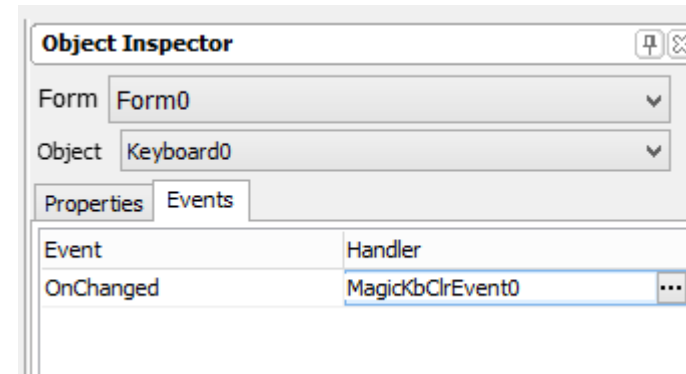 Object Inspector
Form Form0
Object Keyboard0
Properties Events
Event Handler
OnChanged MagicKbClrEvent0 ...